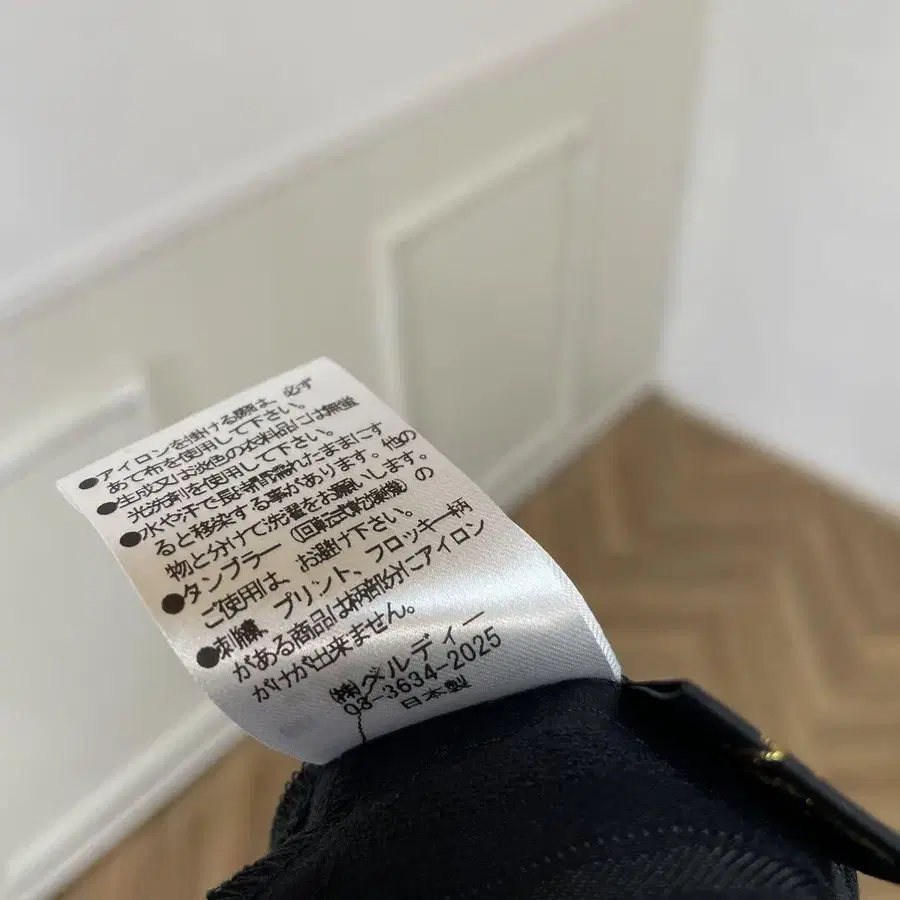 ●アイロンを掛ける際は、必ず
あて布を使用して下さい。
●生成又は淡色の衣料品には無蛍
光洗剤を使用して下さい。
●水や汗で長時間濡れたままにす
ると移染する事があります。他の
物と分けて洗濯をお願いします。
●タンブラー(回転式乾燥機)の
ご使用は、お避け下さい。
●刺繍、プリント、フロッキー柄
がある商品は柄部分にアイロン
がけが出来ません。
㈱ベルディー
03-3634-2025
日本製